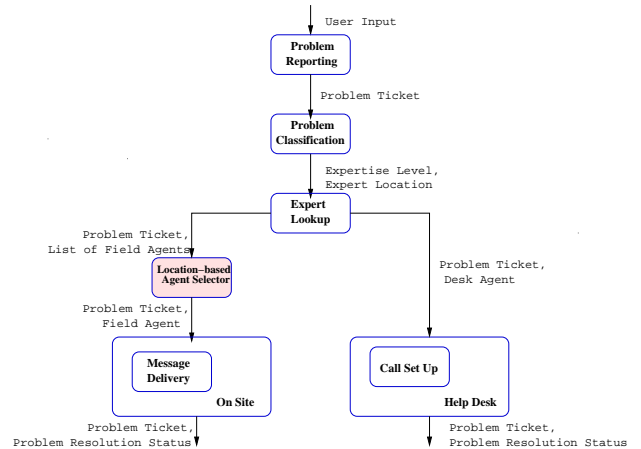 User Input
Problem
Reporting
Problem Ticket
Problem
Classification
Expertise Level,
Expert Location
Expert
Lookup
Problem Ticket,
List of Field Agents
Location-based
Agent Selector
Problem Ticket,
Field Agent
Message
Delivery
On Site
Problem Ticket,
Problem Resolution Status
Problem Ticket,
Desk Agent
Call Set Up
Help Desk
Problem Ticket,
Problem Resolution Status